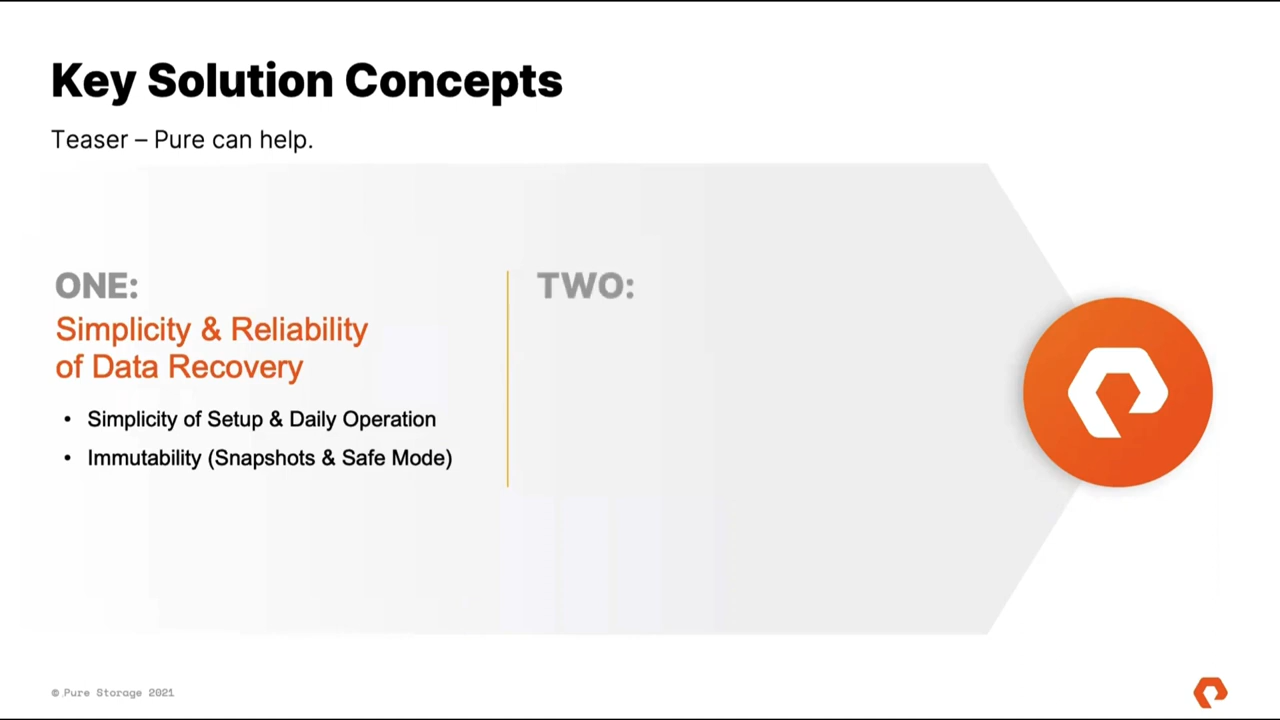 Key Solution Concepts
Teaser – Pure can help.
ONE:
Simplicity & Reliability
of Data Recovery
• Simplicity of Setup & Daily Operation
• Immutability (Snapshots & Safe Mode)
TWO:
© Pure Storage 2021